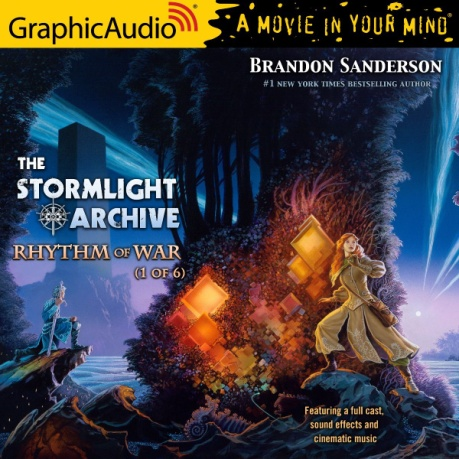 GraphicAudio®
A MOVIE IN YOUR MIND®
BRANDON SANDERSON
#1 NEW YORK TIMES BESTSELLING AUTHOR
THE
STORMLIGHT
ARCHIVE
RHYTHM OF WAR
(1 OF 6)
Featuring a full cast,
sound effects and
cinematic music